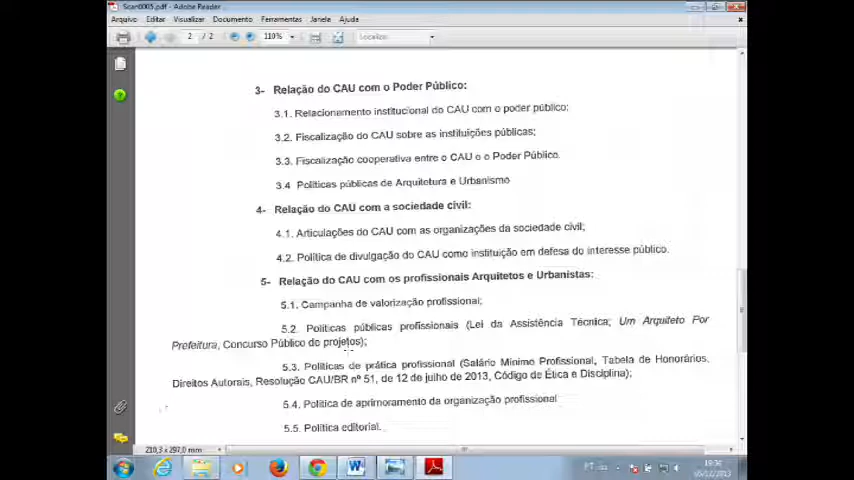 Scan0005.pdf - Adobe Reader
Arquivo Editar Visualizar Documento Ferramentas Janela Ajuda
2 / 2 110% Localizar
3- Relação do CAU com o Poder Público:
3.1. Relacionamento institucional do CAU com o poder público;
3.2. Fiscalização do CAU sobre as instituições públicas;
3.3. Fiscalização cooperativa entre o CAU e o Poder Público.
3.4 Políticas públicas de Arquitetura e Urbanismo
4- Relação do CAU com a sociedade civil:
4.1. Articulações do CAU com as organizações da sociedade civil;
4.2. Política de divulgação do CAU como instituição em defesa do interesse público.
5- Relação do CAU com os profissionais Arquitetos e Urbanistas:
5.1. Campanha de valorização profissional;
5.2. Políticas públicas profissionais (Lei da Assistência Técnica; Um Arquiteto Por
Prefeitura, Concurso Público de projetos);
5.3. Políticas de prática profissional (Salário Mínimo Profissional, Tabela de Honorários,
Direitos Autorais, Resolução CAU/BR nº 51, de 12 de julho de 2013, Código de Ética e Disciplina);
5.4. Política de aprimoramento da organização profissional
5.5. Política editorial.
210,3 x 297,0 mm
PT